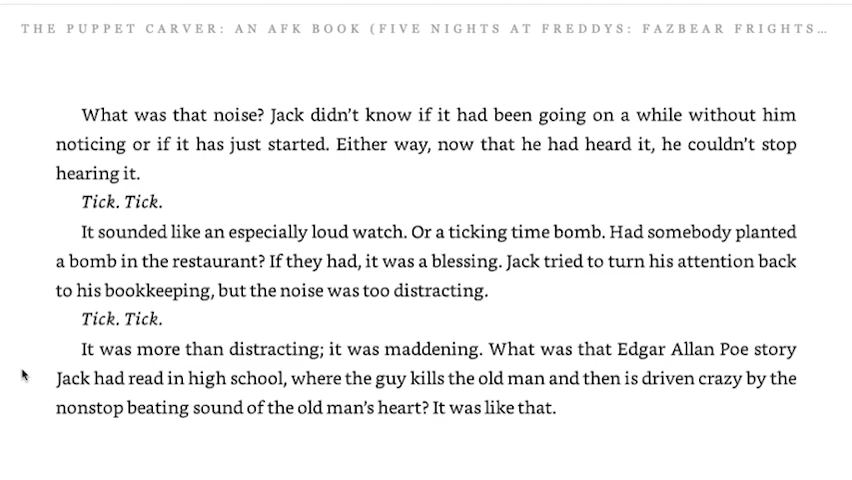 THE PUPPET CARVER: AN AFK BOOK (FIVE NIGHTS AT FREDDYS: FAZBEAR FRIGHTS…
What was that noise? Jack didn’t know if it had been going on a while without him
noticing or if it has just started. Either way, now that he had heard it, he couldn’t stop
hearing it.
Tick. Tick.
It sounded like an especially loud watch. Or a ticking time bomb. Had somebody planted
a bomb in the restaurant? If they had, it was a blessing. Jack tried to turn his attention back
to his bookkeeping, but the noise was too distracting.
Tick. Tick.
It was more than distracting; it was maddening. What was that Edgar Allan Poe story
Jack had read in high school, where the guy kills the old man and then is driven crazy by the
nonstop beating sound of the old man’s heart? It was like that.